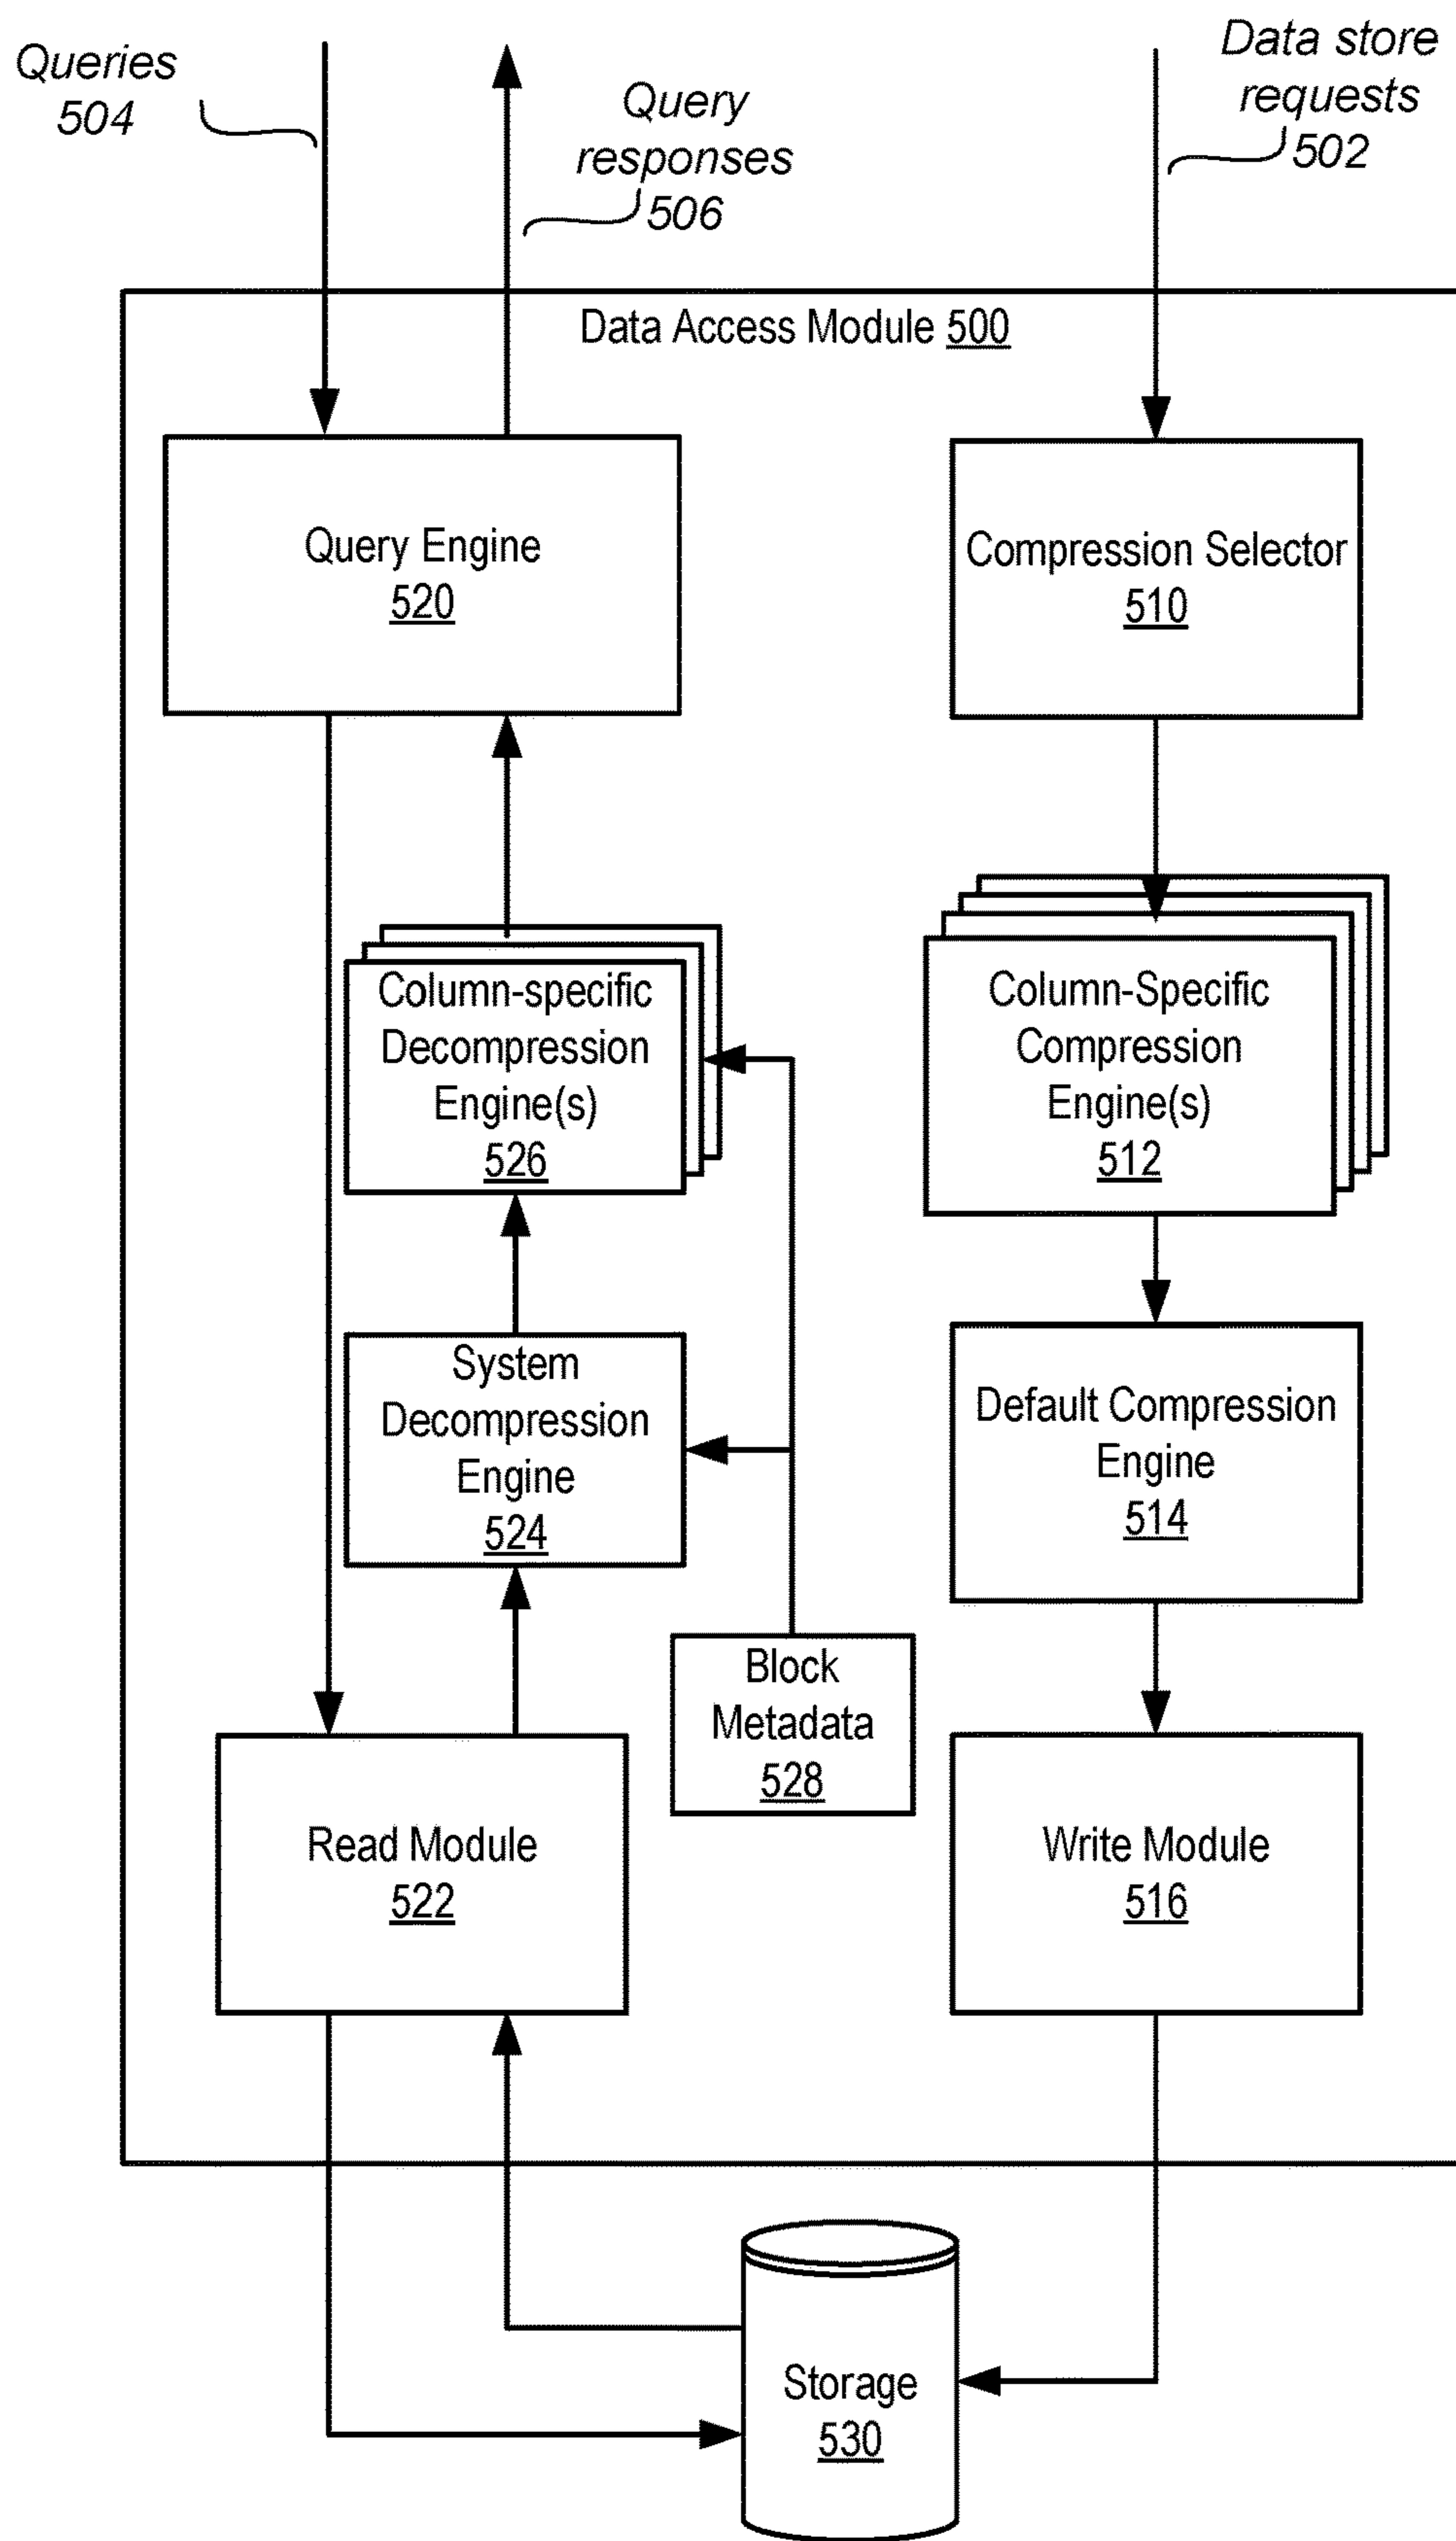 Queries
504
Query
responses
506
Data store
requests
502
Data Access Module 500
Query Engine
520
Compression Selector
510
Column-specific
Decompression
Engine(s)
526
Column-Specific
Compression
Engine(s)
512
System
Decompression
Engine
524
Default Compression
Engine
514
Block
Metadata
528
Read Module
522
Write Module
516
Storage
530